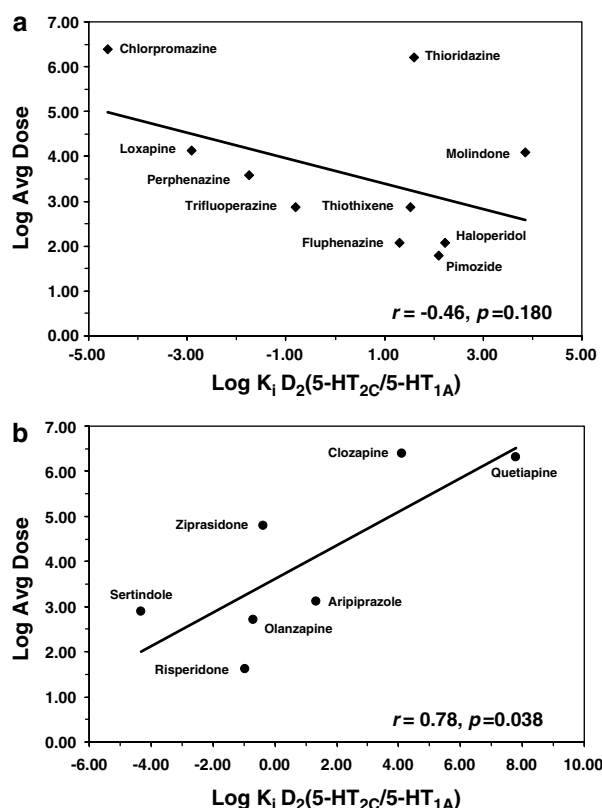 a
7.00
6.00
5.00
4.00
3.00
2.00
1.00
0.00
Log Avg Dose
Chlorpromazine
Thioridazine
Loxapine
Molindone
Perphenazine
Trifluoperazine
Thiothixene
Fluphenazine
Haloperidol
Pimozide
r = -0.46, p=0.180
-5.00 -3.00 -1.00 1.00 3.00 5.00
Log Ki D2(5-HT2C/5-HT1A)
b
7.00
6.00
5.00
4.00
3.00
2.00
1.00
0.00
Log Avg Dose
Clozapine
Quetiapine
Ziprasidone
Sertindole
Aripiprazole
Olanzapine
Risperidone
r = 0.78, p=0.038
-6.00 -4.00 -2.00 -0.00 2.00 4.00 6.00 8.00 10.00
Log Ki D2(5-HT2C/5-HT1A)